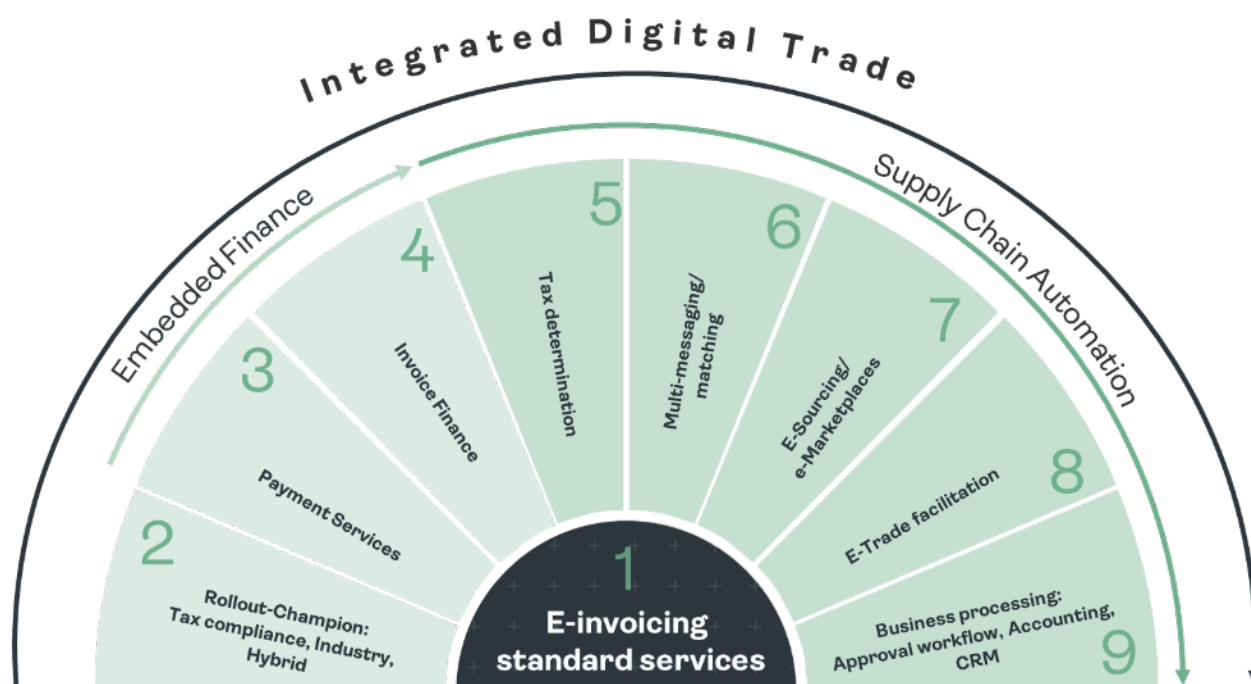 Integrated Digital Trade
Embedded Finance
Supply Chain Automation
1
E-invoicing
standard services
2
Rollout-Champion:
Tax compliance, Industry,
Hybrid
3
Payment Services
4
Invoice Finance
5
Tax determination
6
Multi-messaging/
matching
7
E-Sourcing/
e-Marketplaces
8
E-Trade facilitation
9
Business processing:
Approval workflow, Accounting,
CRM